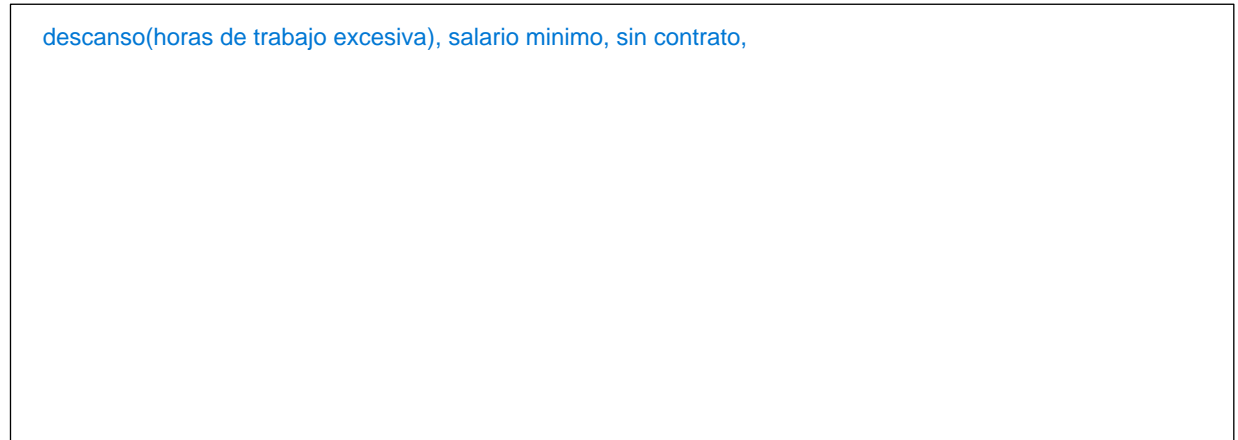 descanso(horas de trabajo excesiva), salario minimo, sin contrato,